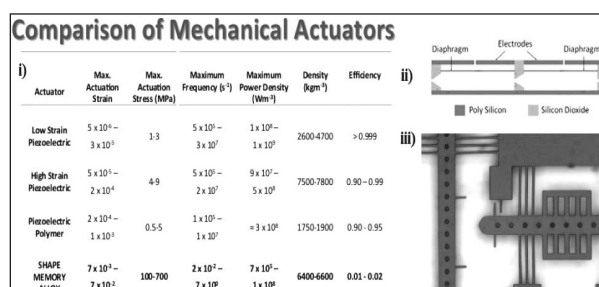 Comparison of Mechanical Actuators
i)
Actuator
Max. Actuation Strain
Max. Actuation Stress (MPa)
Maximum Frequency (s⁻¹)
Maximum Power Density (Wm⁻³)
Density (kgm⁻³)
Efficiency
Low Strain Piezoelectric
5 x 10⁻⁶ – 3 x 10⁻⁵
1-3
5 x 10⁵ – 3 x 10⁷
1 x 10⁸ – 1 x 10⁹
2600-4700
> 0.999
High Strain Piezoelectric
5 x 10⁻⁵ – 2 x 10⁻⁴
4-9
5 x 10⁵ – 2 x 10⁷
9 x 10⁷ – 5 x 10⁸
7500-7800
0.90 – 0.99
Piezoelectric Polymer
2 x 10⁻⁴ – 1 x 10⁻³
0.5-5
1 x 10⁵ – 1 x 10⁷
≈ 3 x 10⁸
1750-1900
0.90 - 0.95
SHAPE MEMORY ALLOY
7 x 10⁻³ – 7 x 10⁻²
100-700
2 x 10⁻² – 7 x 10⁰
7 x 10⁵ – 1 x 10⁸
6400-6600
0.01 - 0.02
ii)
Diaphragm
Electrodes
Diaphragm
Poly Silicon
Silicon Dioxide
iii)